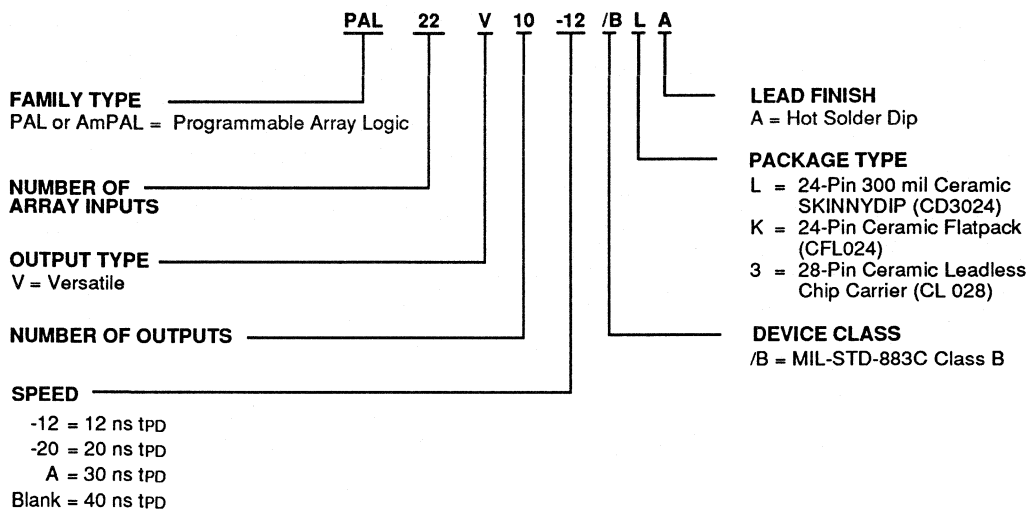 PAL 22 V 10 -12 /B L A
FAMILY TYPE
PAL or AmPAL = Programmable Array Logic
NUMBER OF
ARRAY INPUTS
OUTPUT TYPE
V = Versatile
NUMBER OF OUTPUTS
SPEED
-12 = 12 ns tPD
-20 = 20 ns tPD
A = 30 ns tPD
Blank = 40 ns tPD
LEAD FINISH
A = Hot Solder Dip
PACKAGE TYPE
L = 24-Pin 300 mil Ceramic
SKINNYDIP (CD3024)
K = 24-Pin Ceramic Flatpack
(CFL024)
3 = 28-Pin Ceramic Leadless
Chip Carrier (CL 028)
DEVICE CLASS
/B = MIL-STD-883C Class B